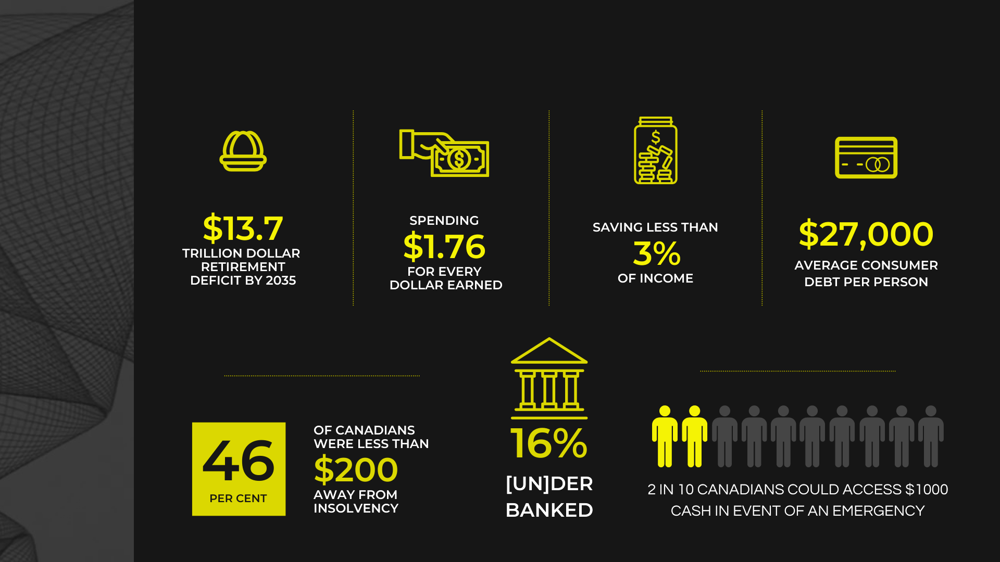 $13.7
TRILLION DOLLAR
RETIREMENT
DEFICIT BY 2035
SPENDING
$1.76
FOR EVERY
DOLLAR EARNED
SAVING LESS THAN
3%
OF INCOME
$27,000
AVERAGE CONSUMER
DEBT PER PERSON
46
PER CENT
OF CANADIANS
WERE LESS THAN
$200
AWAY FROM
INSOLVENCY
16%
[UN]DER
BANKED
2 IN 10 CANADIANS COULD ACCESS $1000
CASH IN EVENT OF AN EMERGENCY